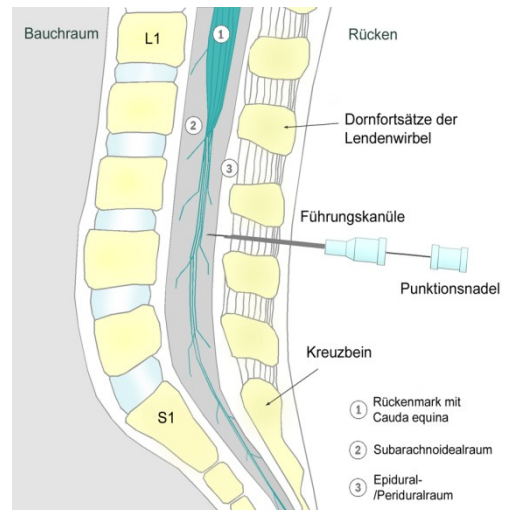 Bauchraum
L1
1
Rücken
2
Dornfortsätze der
Lendenwirbel
3
Führungskanüle
Punktionsnadel
Kreuzbein
S1
1 Rückenmark mit
Cauda equina
2 Subarachnoidealraum
3 Epidural-
/Periduralraum